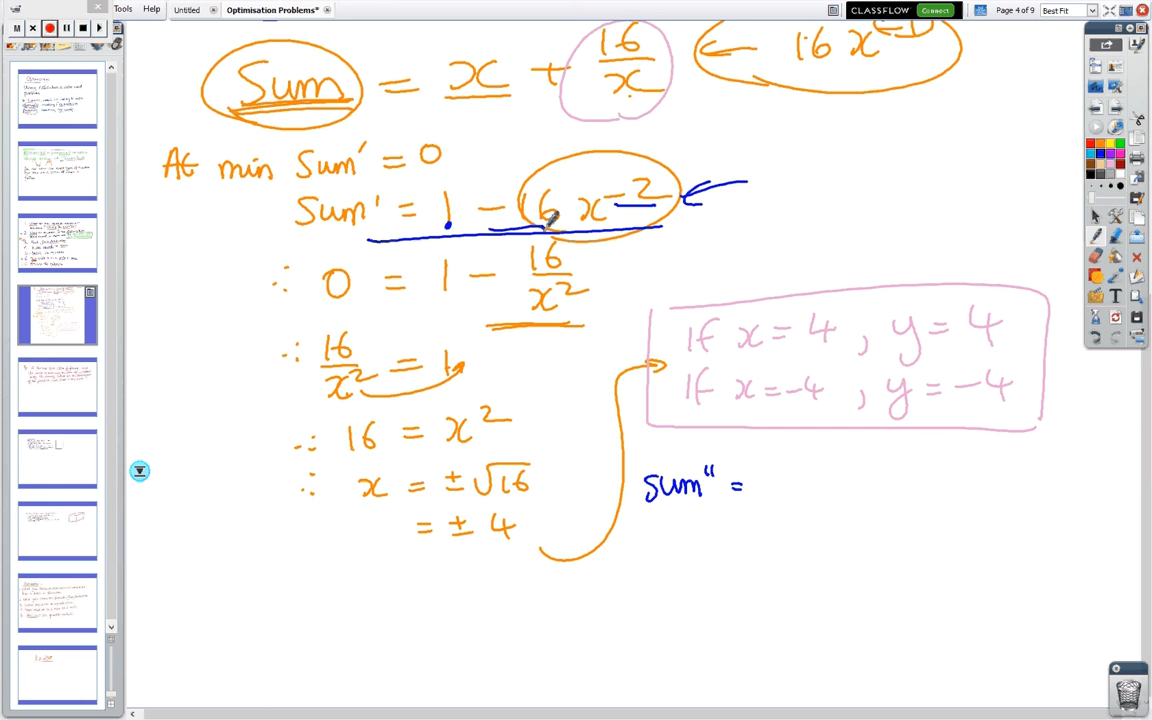 Tools Help Untitled Optimisation Problems* CLASSFLOW Connect Page 4 of 9 Best Fit
Sum = x + 16/x ← 16x⁻¹
At min Sum' = 0
Sum' = 1 - 16x⁻²
∴ 0 = 1 - 16/x²
∴ 16/x² = 1
∴ 16 = x²
∴ x = ±√16
= ± 4
If x = 4 , y = 4
If x = -4 , y = -4
Sum" =